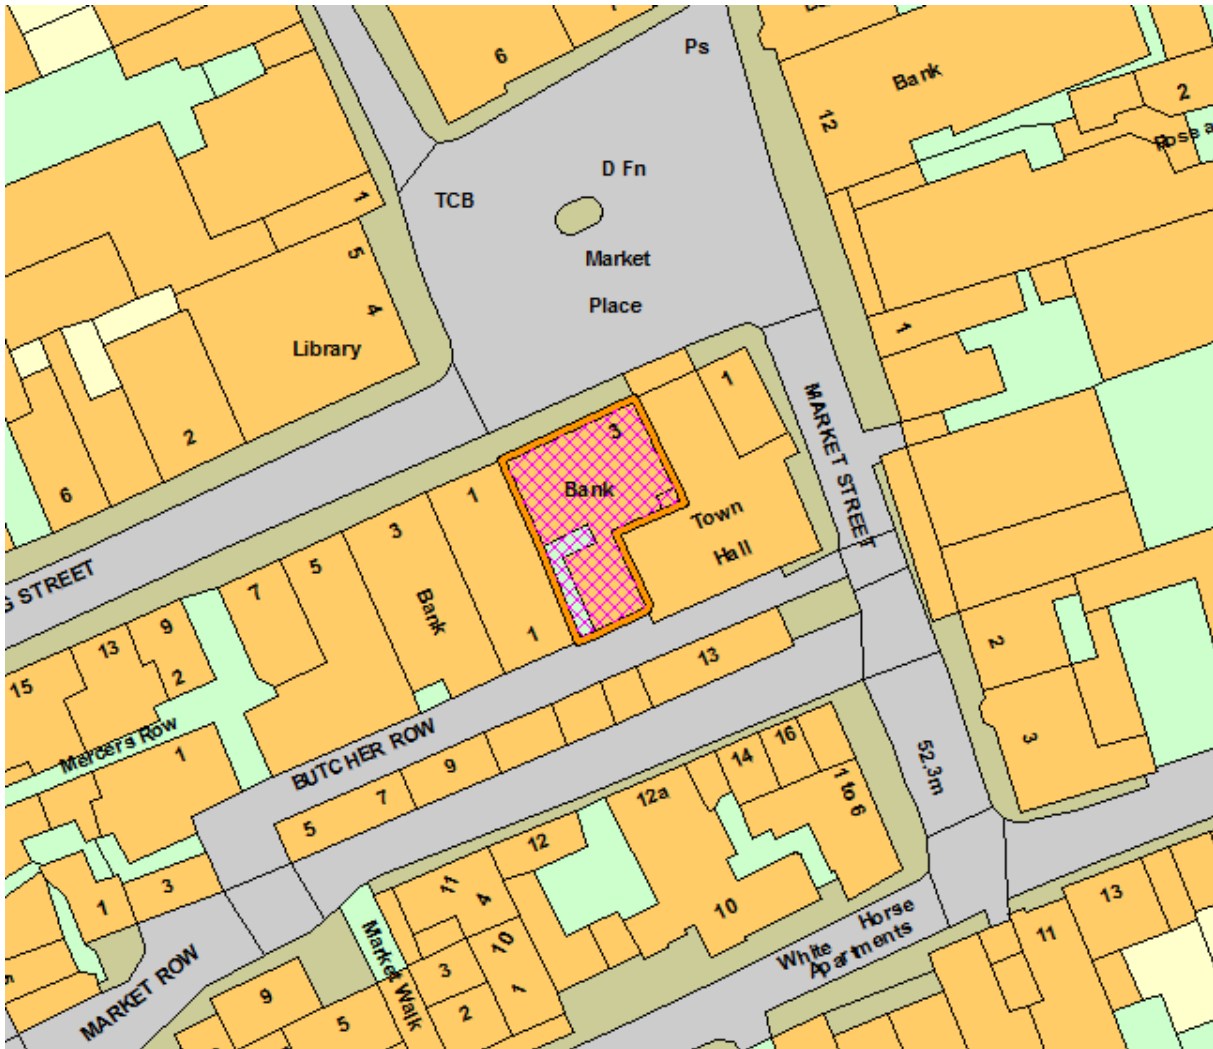 6
Ps
Bank
12
2
D Fn
TCB
1
5
4
Market
Place
Library
1
1
2
6
3
Bank
Town
Hall
MARKET STREET
1
3
5
7
Bank
1
G STREET
9
13
2
15
Mercers Row
1
BUTCHER ROW
13
9
7
5
2
3
52.3m
16
14
12a
1 to 6
12
11
4
10
3
1
10
3
7
2
White Horse
Apartments
13
11
Market Walk
MARKET ROW
9
5